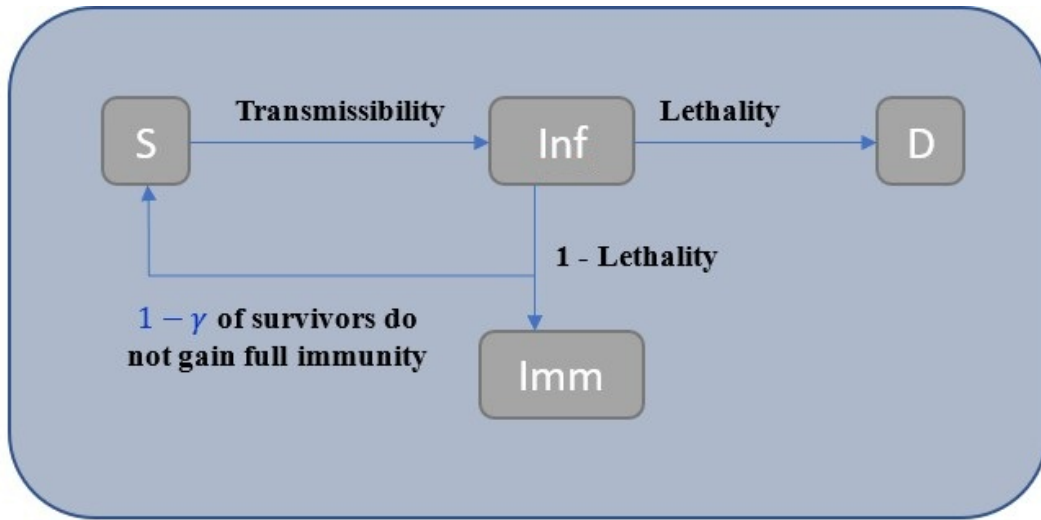 Transmissibility
Lethality
S
Inf
D
1 - Lethality
1 − γ of survivors do
not gain full immunity
Imm